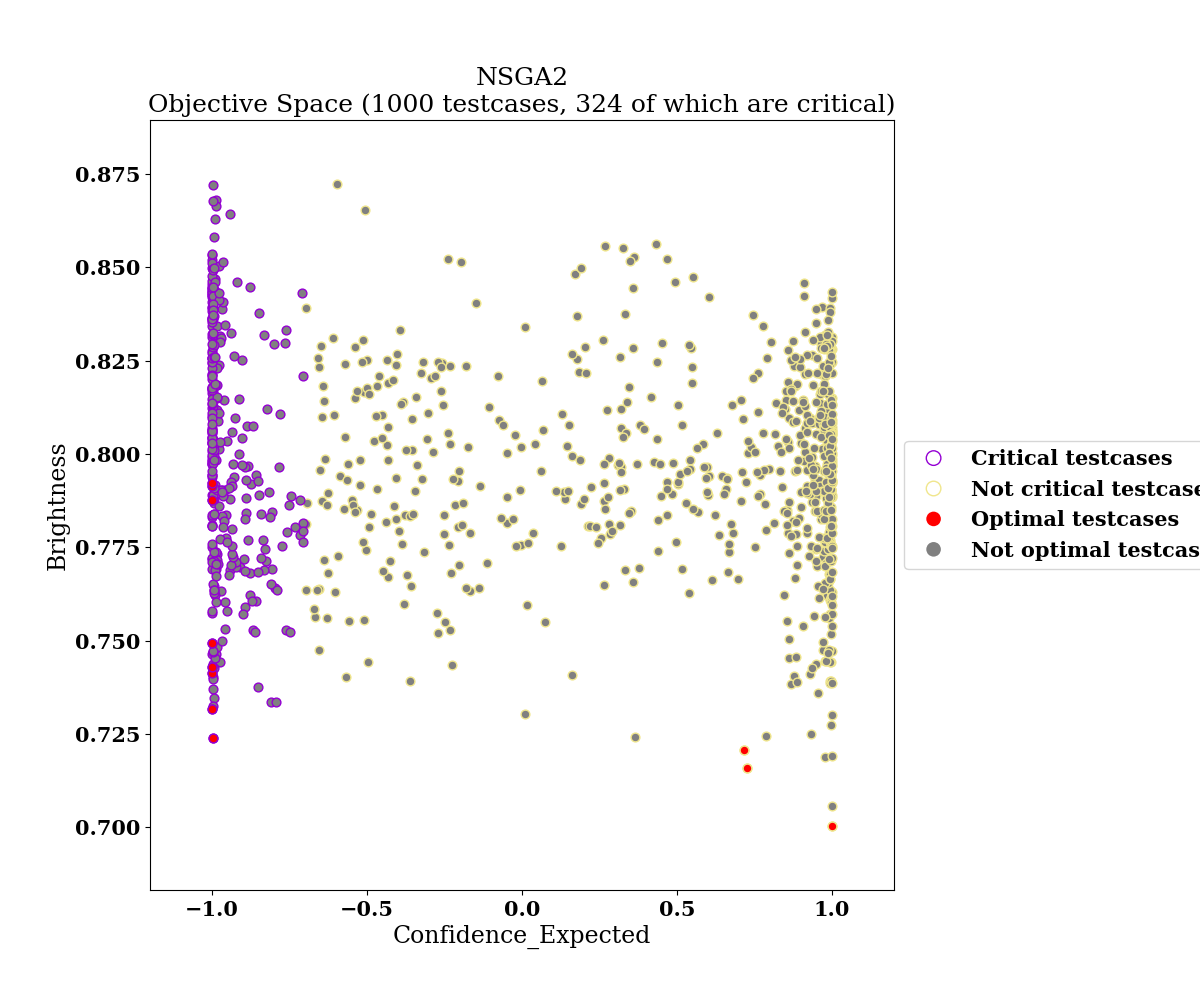 NSGA2
Objective Space (1000 testcases, 324 of which are critical)
Brightness
0.875
0.850
0.825
0.800
0.775
0.750
0.725
0.700
−1.0
−0.5
0.0
0.5
1.0
Confidence_Expected
Critical testcases
Not critical testcase
Optimal testcases
Not optimal testcas